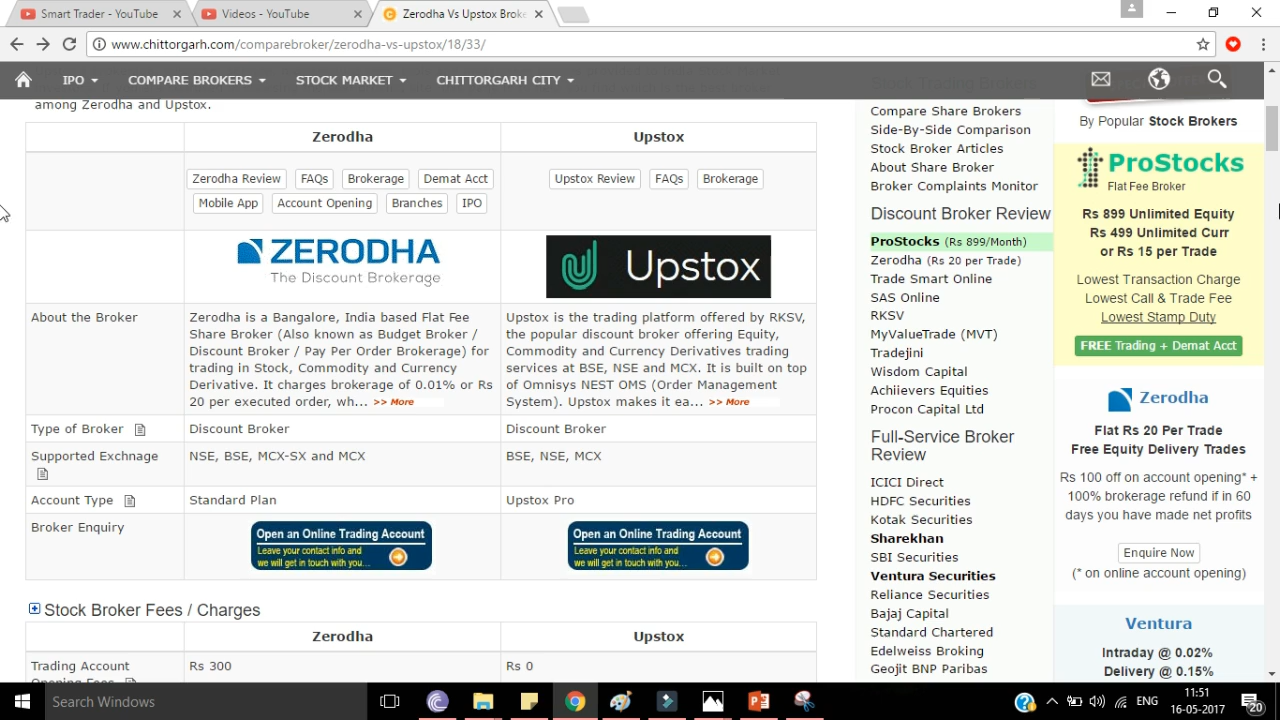 Smart Trader - YouTube
Videos - YouTube
Zerodha Vs Upstox Broke
www.chittorgarh.com/comparebroker/zerodha-vs-upstox/18/33/
IPO
COMPARE BROKERS
STOCK MARKET
CHITTORGARH CITY
among Zerodha and Upstox.
Zerodha
Upstox
Zerodha Review
FAQs
Brokerage
Demat Acct
Mobile App
Account Opening
Branches
IPO
Upstox Review
FAQs
Brokerage
ZERODHA
The Discount Brokerage
Upstox
About the Broker
Zerodha is a Bangalore, India based Flat Fee
Share Broker (Also known as Budget Broker /
Discount Broker / Pay Per Order Brokerage) for
trading in Stock, Commodity and Currency
Derivative. It charges brokerage of 0.01% or Rs
20 per executed order, wh... >> More
Upstox is the trading platform offered by RKSV,
the popular discount broker offering Equity,
Commodity and Currency Derivatives trading
services at BSE, NSE and MCX. It is built on top
of Omnisys NEST OMS (Order Management
System). Upstox makes it ea... >> More
Type of Broker
Discount Broker
Discount Broker
Supported Exchnage
NSE, BSE, MCX-SX and MCX
BSE, NSE, MCX
Account Type
Standard Plan
Upstox Pro
Broker Enquiry
Open an Online Trading Account
Leave your contact info and
we will get in touch with you...
Open an Online Trading Account
Leave your contact info and
we will get in touch with you...
Stock Broker Fees / Charges
Zerodha
Upstox
Trading Account
Opening Fees
Rs 300
Rs 0
Stock Trading Brokers
Compare Share Brokers
Side-By-Side Comparison
Stock Broker Articles
About Share Broker
Broker Complaints Monitor
Discount Broker Review
ProStocks (Rs 899/Month)
Zerodha (Rs 20 per Trade)
Trade Smart Online
SAS Online
RKSV
MyValueTrade (MVT)
Tradejini
Wisdom Capital
Achiievers Equities
Procon Capital Ltd
Full-Service Broker
Review
ICICI Direct
HDFC Securities
Kotak Securities
Sharekhan
SBI Securities
Ventura Securities
Reliance Securities
Bajaj Capital
Standard Chartered
Edelweiss Broking
Geojit BNP Paribas
By Popular Stock Brokers
ProStocks
Flat Fee Broker
Rs 899 Unlimited Equity
Rs 499 Unlimited Curr
or Rs 15 per Trade
Lowest Transaction Charge
Lowest Call & Trade Fee
Lowest Stamp Duty
FREE Trading + Demat Acct
Zerodha
Flat Rs 20 Per Trade
Free Equity Delivery Trades
Rs 100 off on account opening* +
100% brokerage refund if in 60
days you have made net profits
Enquire Now
(* on online account opening)
Ventura
Intraday @ 0.02%
Delivery @ 0.15%
Search Windows
ENG
11:51
16-05-2017
20